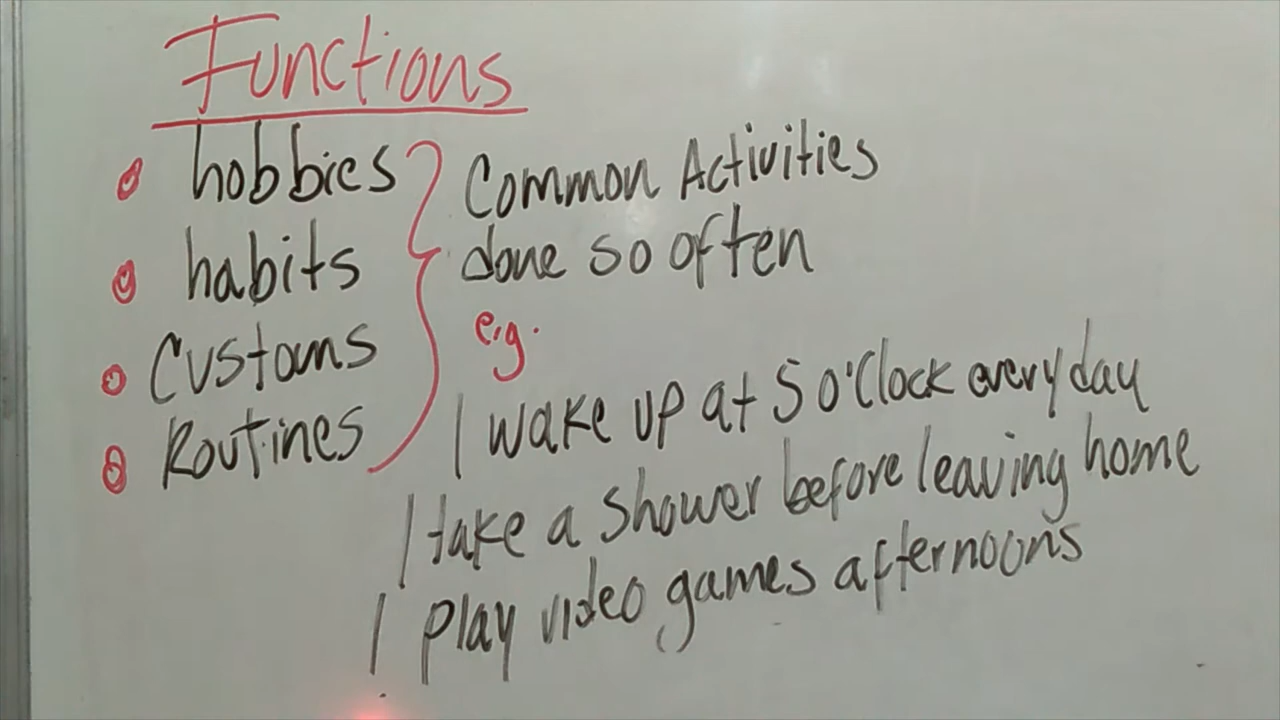 Functions
hobbies
habits
Customs
Routines
Common Activities
done so often
e.g.
I wake up at 5 o'Clock every day
I take a shower before leaving home
I play video games afternoons